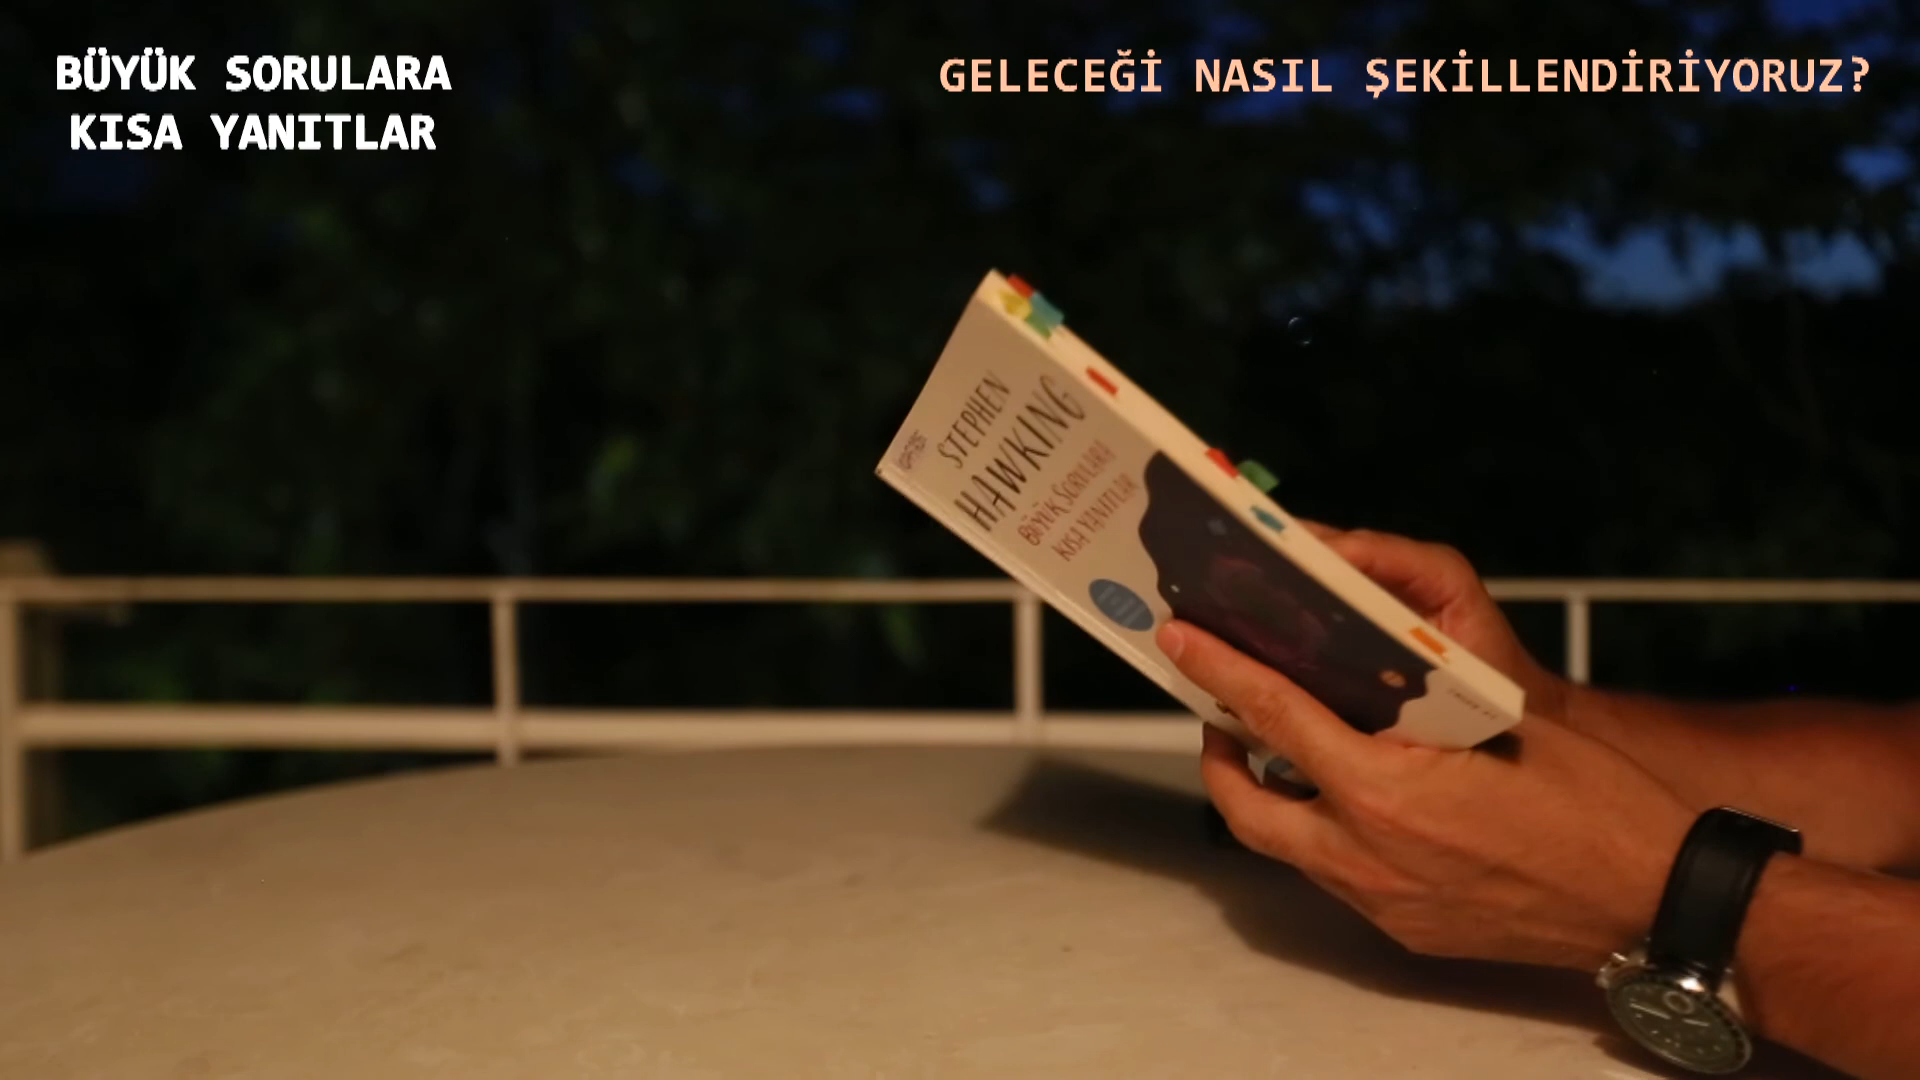 BÜYÜK SORULARA
KISA YANITLAR
GELECEĞİ NASIL ŞEKİLLENDİRİYORUZ?
STEPHEN
HAWKING
BÜYÜK SORULARA
KISA YANITLAR